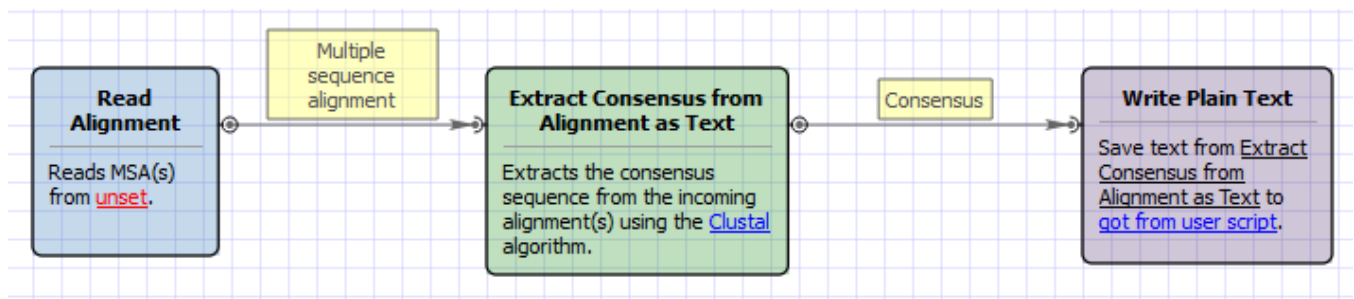 Read
Alignment
Reads MSA(s)
from unset.
Multiple
sequence
alignment
Extract Consensus from
Alignment as Text
Extracts the consensus
sequence from the incoming
alignment(s) using the Clustal
algorithm.
Consensus
Write Plain Text
Save text from Extract
Consensus from
Alignment as Text to
got from user script.